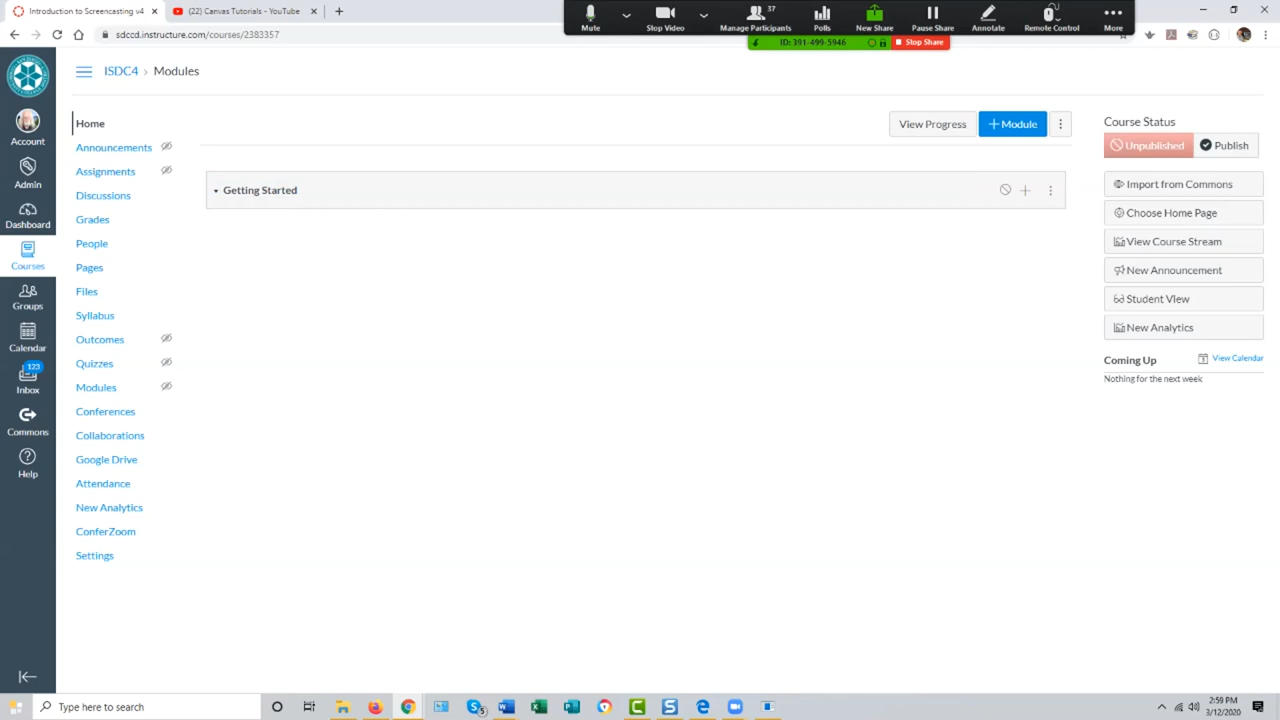 Introduction to Screencasting v4
(22) Canvas Tutorials - YouTube
Mute
Stop Video
37
Manage Participants
Polls
New Share
Pause Share
Annotate
Remote Control
More
ID: 391-499-5946
Stop Share
sdccd.instructure.com/courses/2383357
ISDC4 › Modules
Account
Admin
Dashboard
Courses
Groups
Calendar
123
Inbox
Commons
Help
Home
Announcements
Assignments
Discussions
Grades
People
Pages
Files
Syllabus
Outcomes
Quizzes
Modules
Conferences
Collaborations
Google Drive
Attendance
New Analytics
ConferZoom
Settings
View Progress
+ Module
Getting Started
Course Status
Unpublished
Publish
Import from Commons
Choose Home Page
View Course Stream
New Announcement
Student View
New Analytics
Coming Up
View Calendar
Nothing for the next week
Type here to search
5
2:59 PM
3/12/2020